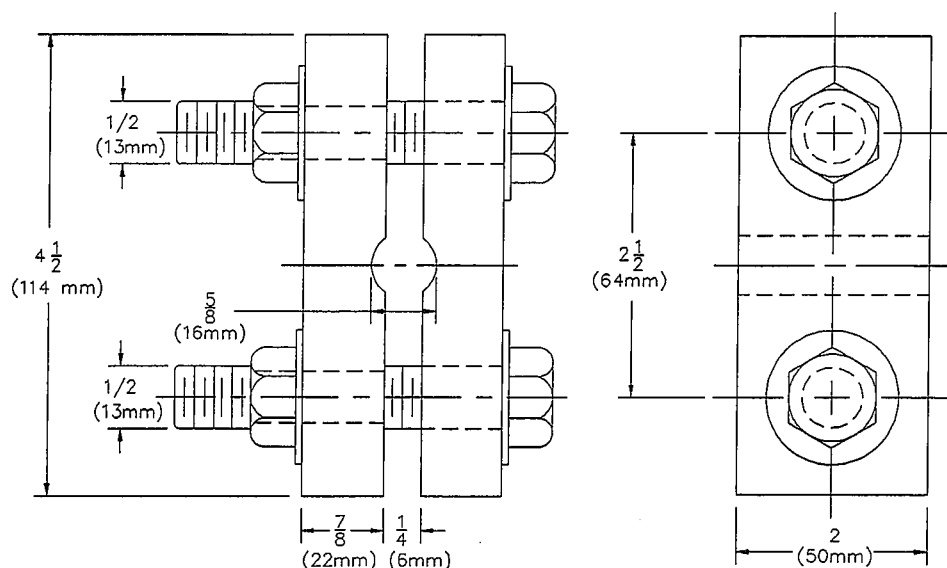 1/2
(13mm)
4 1/2
(114 mm)
5/8
(16mm)
1/2
(13mm)
7/8
(22mm)
1/4
(6mm)
2 1/2
(64mm)
2
(50mm)